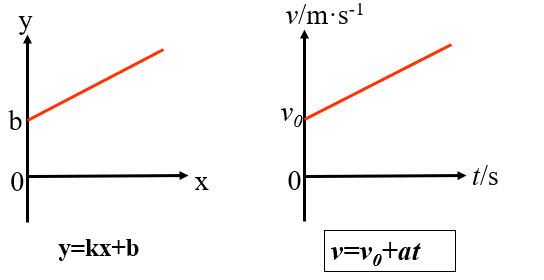 y
b
0
x
y=kx+b
v/m·s⁻¹
v₀
0
t/s
v=v₀+at